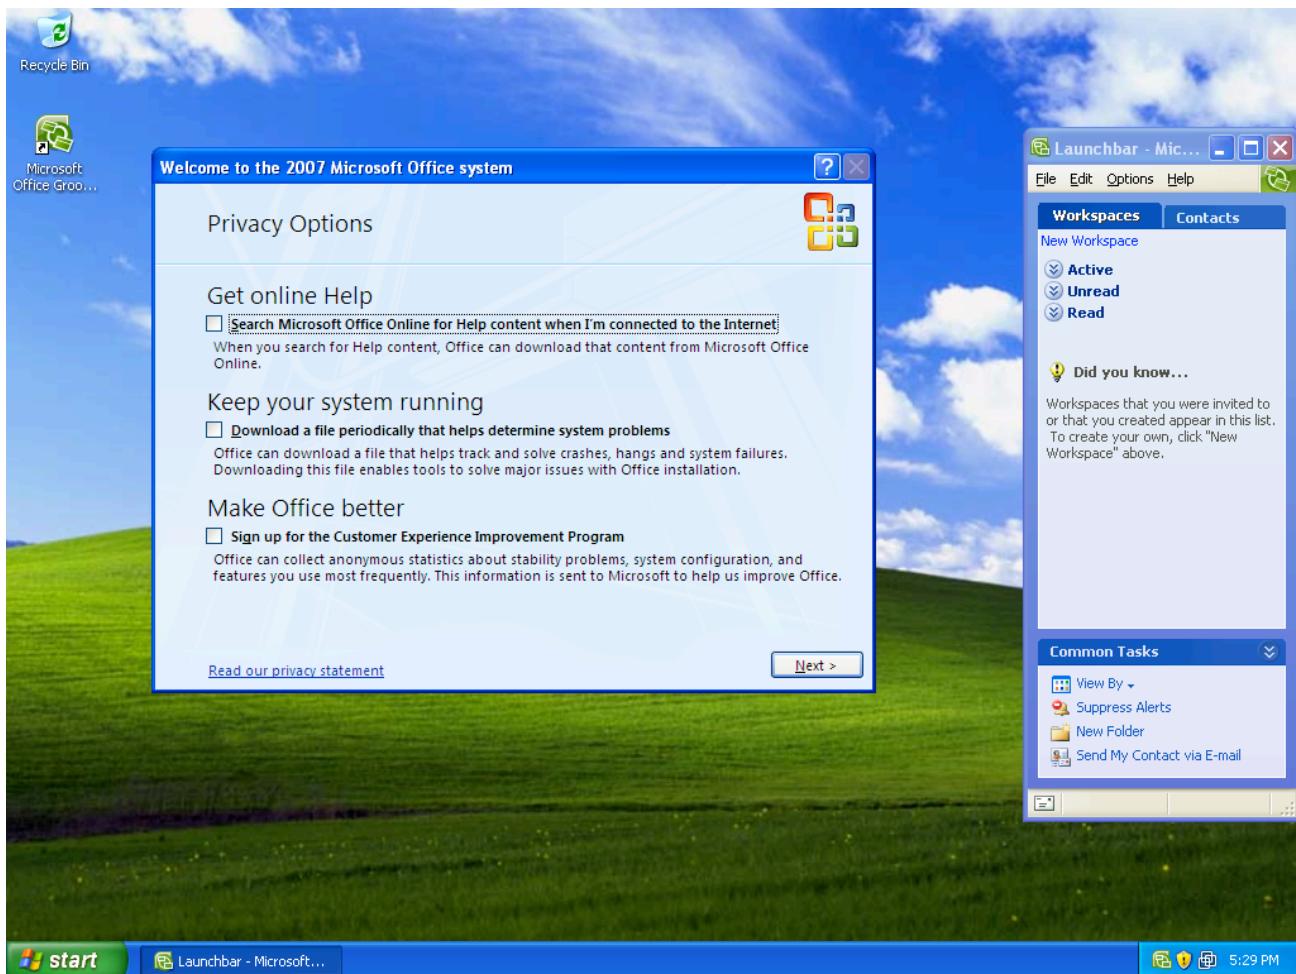 Recycle Bin
Microsoft
Office Groo...
Welcome to the 2007 Microsoft Office system
Privacy Options
Get online Help
Search Microsoft Office Online for Help content when I'm connected to the Internet
When you search for Help content, Office can download that content from Microsoft Office
Online.
Keep your system running
Download a file periodically that helps determine system problems
Office can download a file that helps track and solve crashes, hangs and system failures.
Downloading this file enables tools to solve major issues with Office installation.
Make Office better
Sign up for the Customer Experience Improvement Program
Office can collect anonymous statistics about stability problems, system configuration, and
features you use most frequently. This information is sent to Microsoft to help us improve Office.
Read our privacy statement
Next >
Launchbar - Mic...
File Edit Options Help
Workspaces Contacts
New Workspace
Active
Unread
Read
Did you know...
Workspaces that you were invited to
or that you created appear in this list.
To create your own, click "New
Workspace" above.
Common Tasks
View By
Suppress Alerts
New Folder
Send My Contact via E-mail
start
Launchbar - Microsoft...
5:29 PM